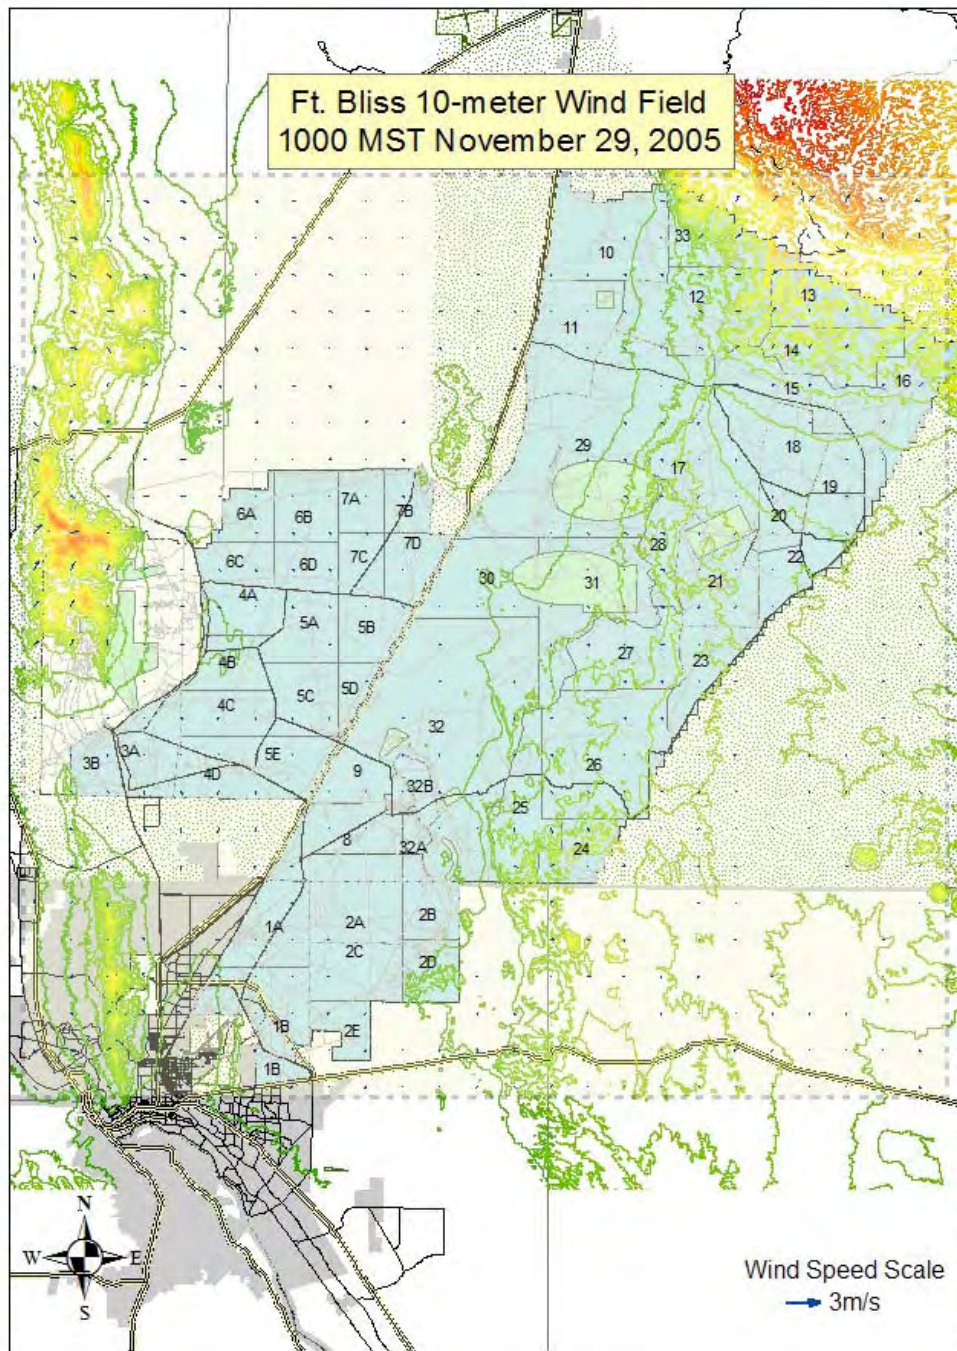 Ft. Bliss 10-meter Wind Field
1000 MST November 29, 2005
33
10
12
13
11
14
16
15
29
17
18
19
7A
6A
6B
7B
20
7D
28
22
6C
6D
7C
30
31
21
4A
5A
5B
4B
27
23
5C
5D
4C
32
3A
3B
5E
4D
9
26
32B
25
8
32A
24
1A
2A
2B
2C
2D
1B
2E
1B
N
W
E
S
Wind Speed Scale
3m/s